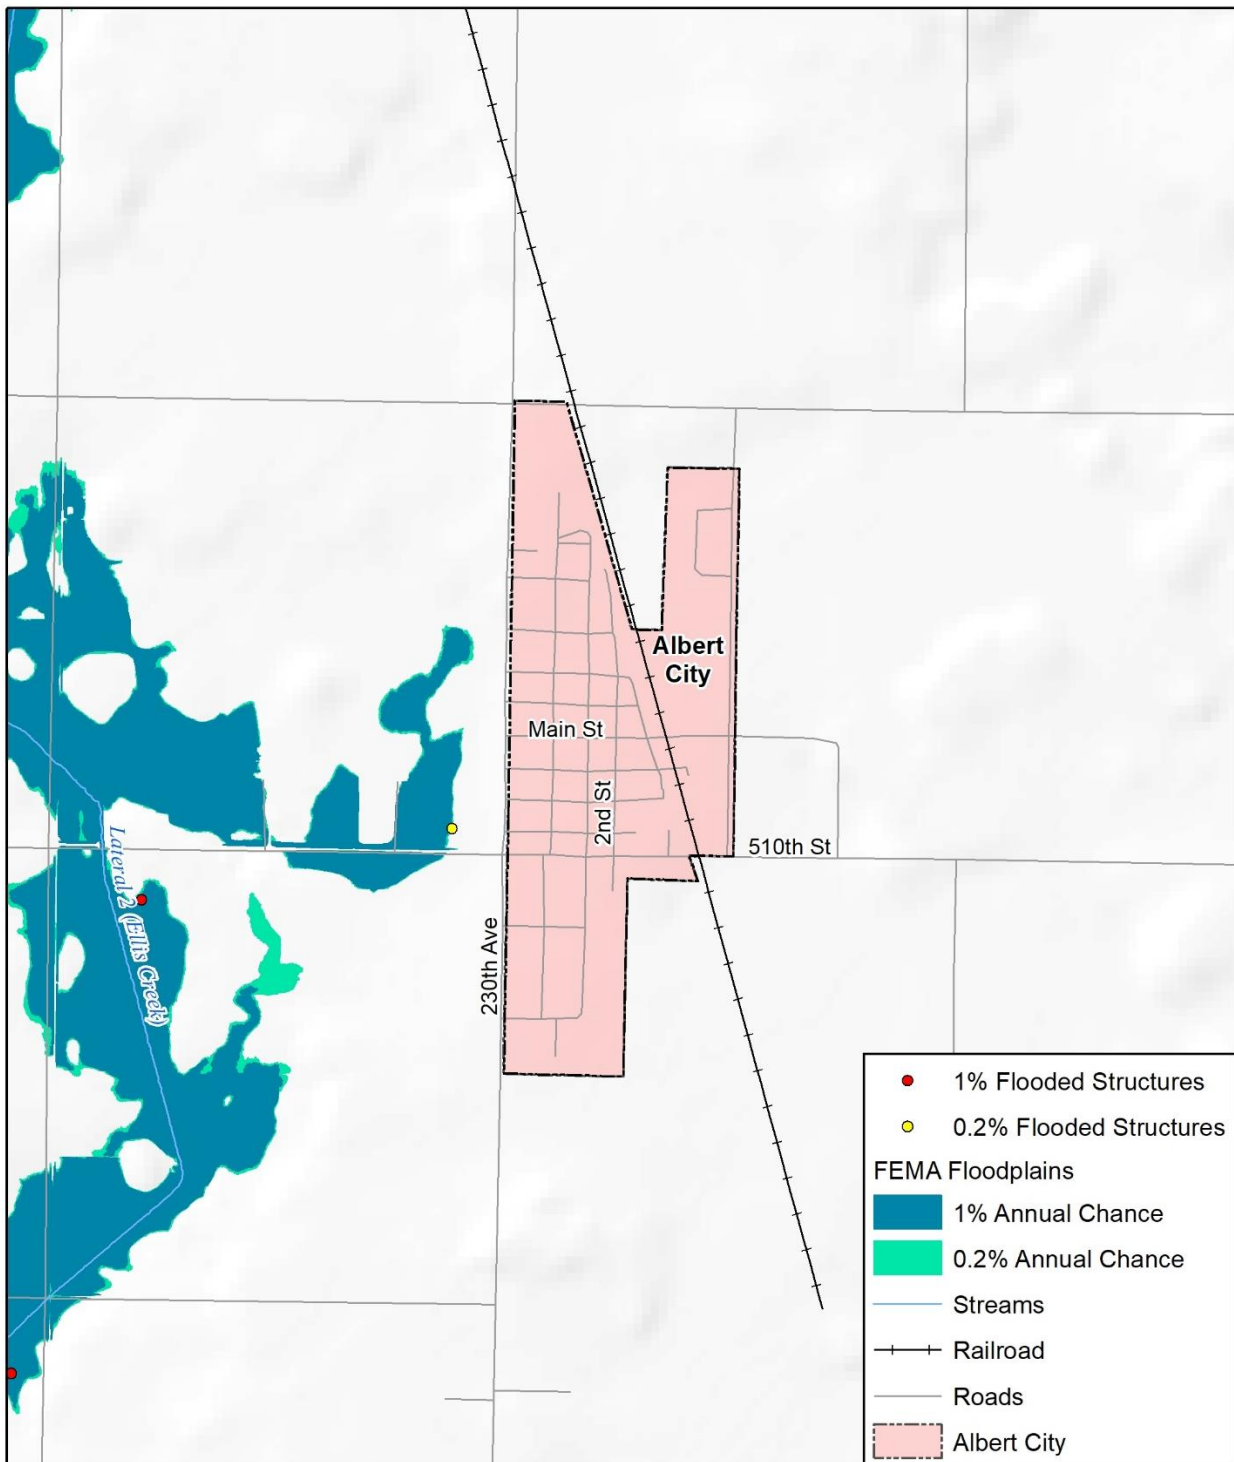 Albert
City
Main St
2nd St
510th St
Lateral 2 (Ellis Creek)
230th Ave
1% Flooded Structures
0.2% Flooded Structures
FEMA Floodplains
1% Annual Chance
0.2% Annual Chance
Streams
Railroad
Roads
Albert City